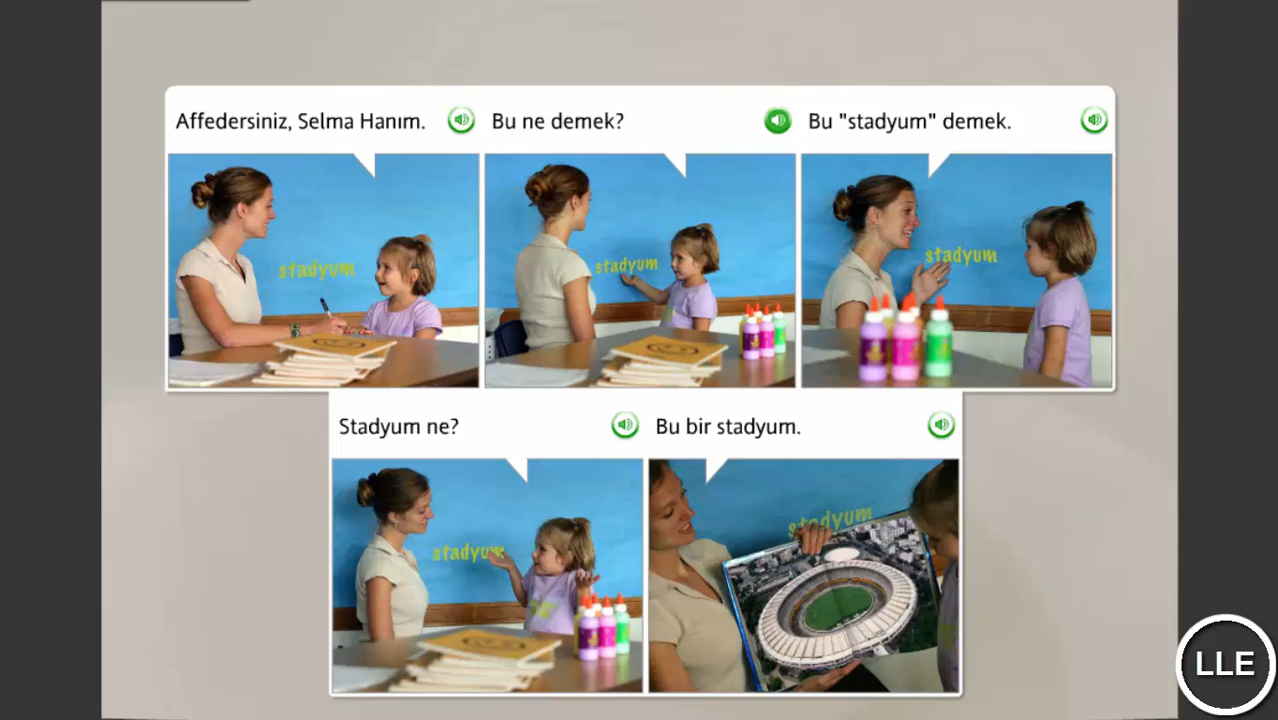 Affedersiniz, Selma Hanım.
Bu ne demek?
Bu "stadyum" demek.
stadyum
stadyum
stadyum
Stadyum ne?
Bu bir stadyum.
stadyum
stadyum
LLE